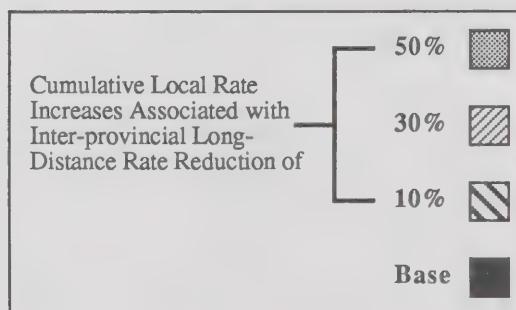 50%
Cumulative Local Rate
Increases Associated with
Inter-provincial Long-
Distance Rate Reduction of
30%
10%
Base